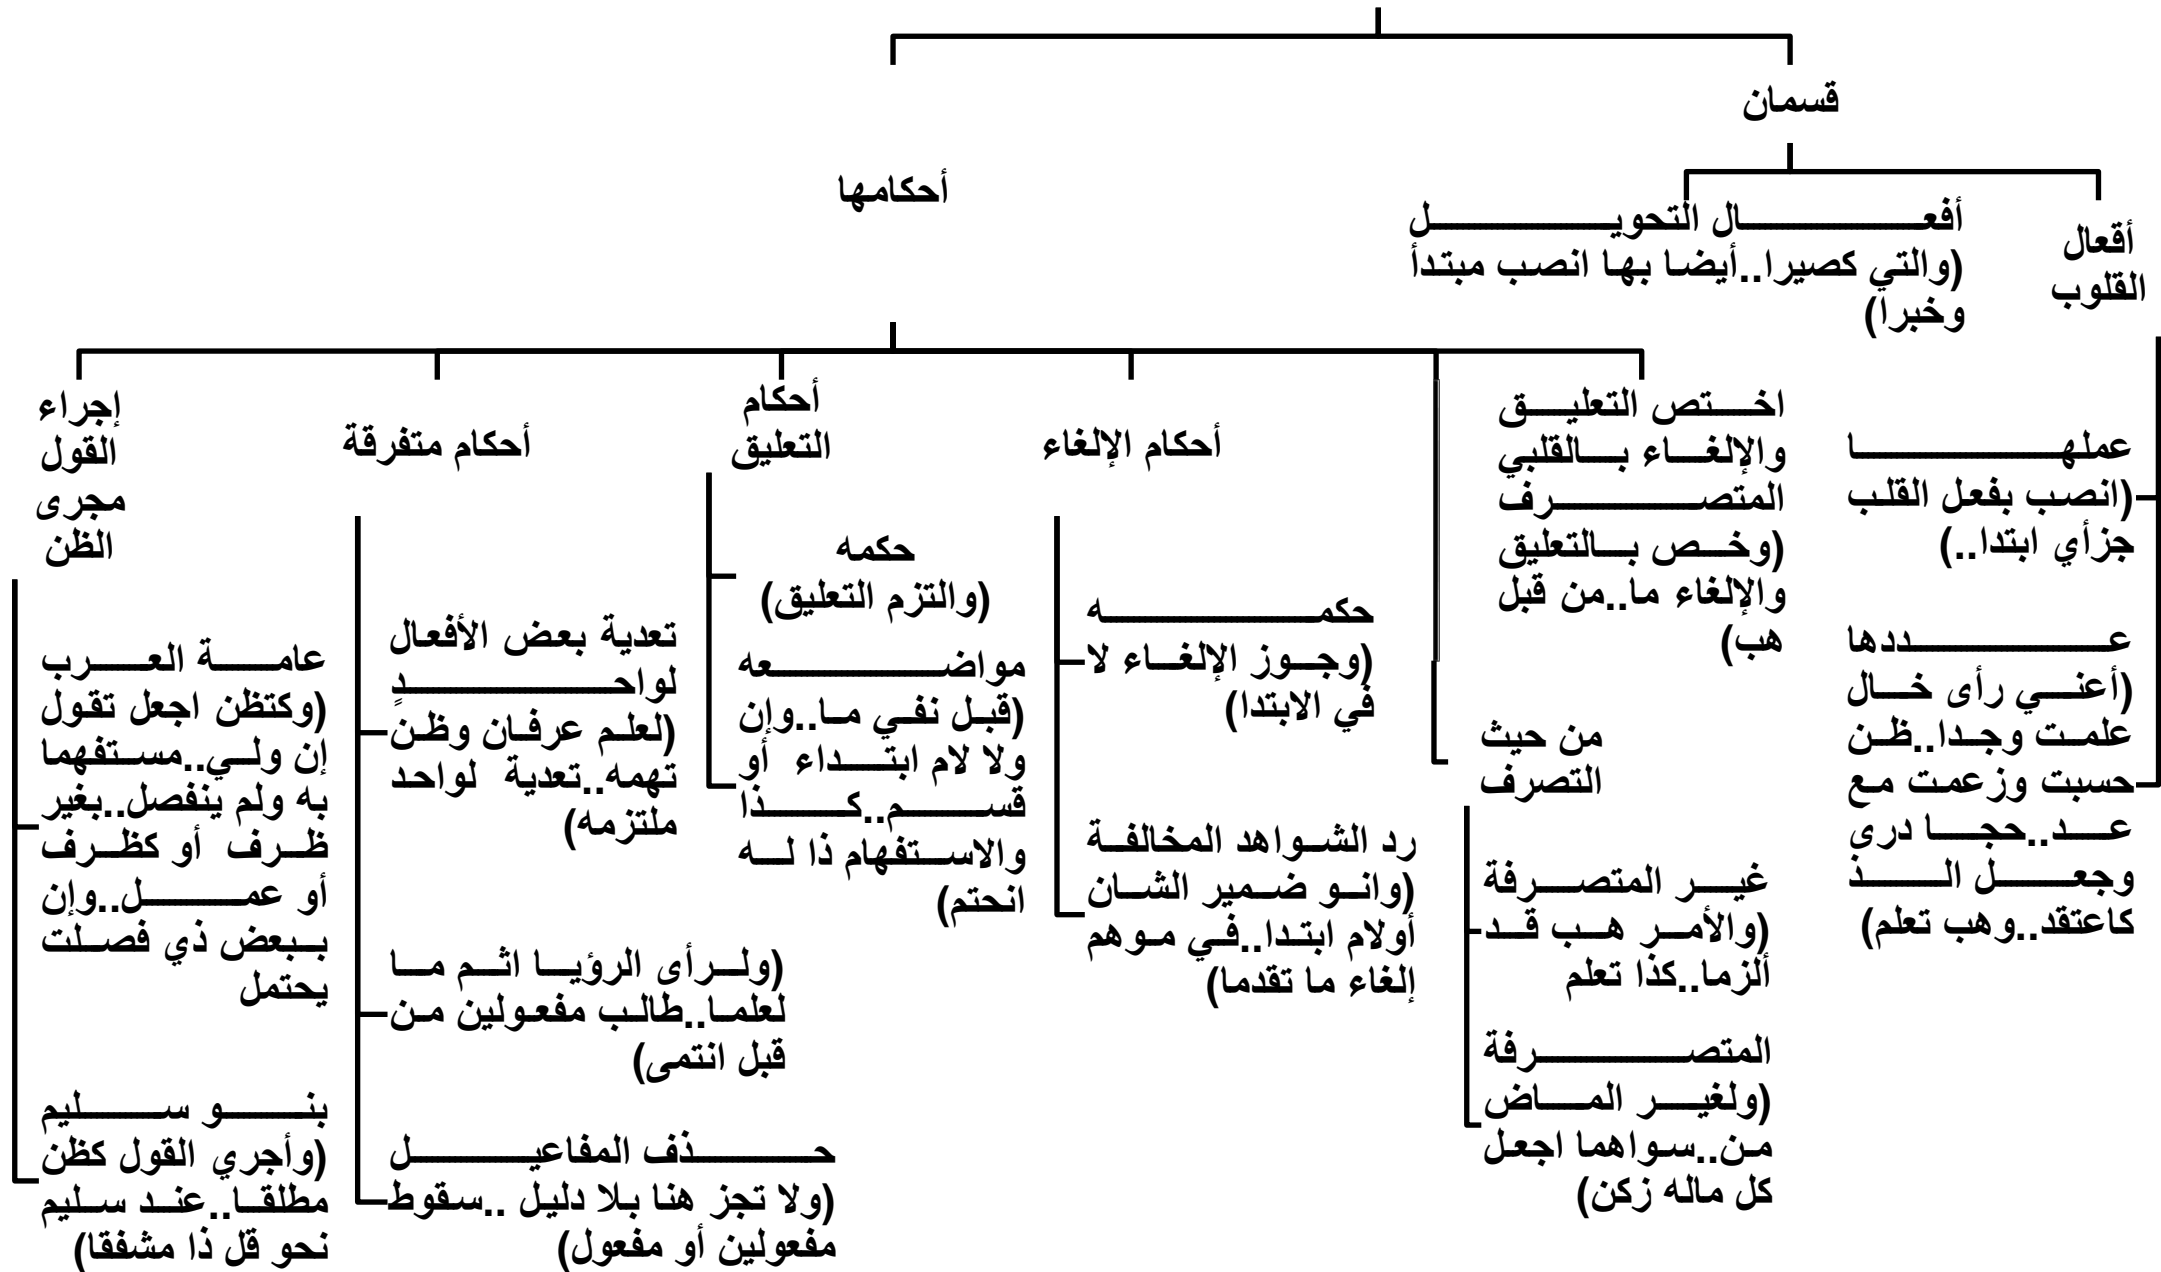 قسمان
أقعال
القلوب
عملها
(انصب بفعل القلب
جزأي ابتدا..)
عددها
(أعني رأى خال
علمت وجدا..ظن
حسبت وزعمت مع
عد..حجا درى
وجعل الذ
كاعتقد..وهب تعلم)
أفعال التحويل
(والتي كصيرا..أيضا بها انصب مبتدأ
وخبرا)
أحكامها
اختص التعليق
والإلغاء بالقلبي
المتصرف
(وخص بالتعليق
والإلغاء ما..من قبل
هب)
من حيث
التصرف
غير المتصرفة
(والأمر هب قد
ألزما..كذا تعلم
المتصرفة
(ولغير الماض
من..سواهما اجعل
كل ماله زكن)
أحكام الإلغاء
حكمه
(وجوز الإلغاء لا
في الابتدا)
رد الشواهد المخالفة
(وانو ضمير الشان
أولام ابتدا..في موهم
إلغاء ما تقدما)
أحكام
التعليق
حكمه
(والتزم التعليق)
مواضعه
(قبل نفي ما..وإن
ولا لام ابتداء أو
قسم..كذا
والاستفهام ذا له
انحتم)
أحكام متفرقة
تعدية بعض الأفعال
لواحدٍ
(لعلم عرفان وظن
تهمه..تعدية لواحد
ملتزمه)
(ولرأى الرؤيا اثم ما
لعلما..طالب مفعولين من
قبل انتمى)
حذف المفاعيل
(ولا تجز هنا بلا دليل ..سقوط
مفعولين أو مفعول)
إجراء
القول
مجرى
الظن
عامة العرب
(وكتظن اجعل تقول
إن ولي..مستفهما
به ولم ينفصل..بغير
ظرف أو كظرف
أو عمل..وإن
ببعض ذي فصلت
يحتمل
بنو سليم
(وأجري القول كظن
مطلقا..عند سليم
نحو قل ذا مشفقا)